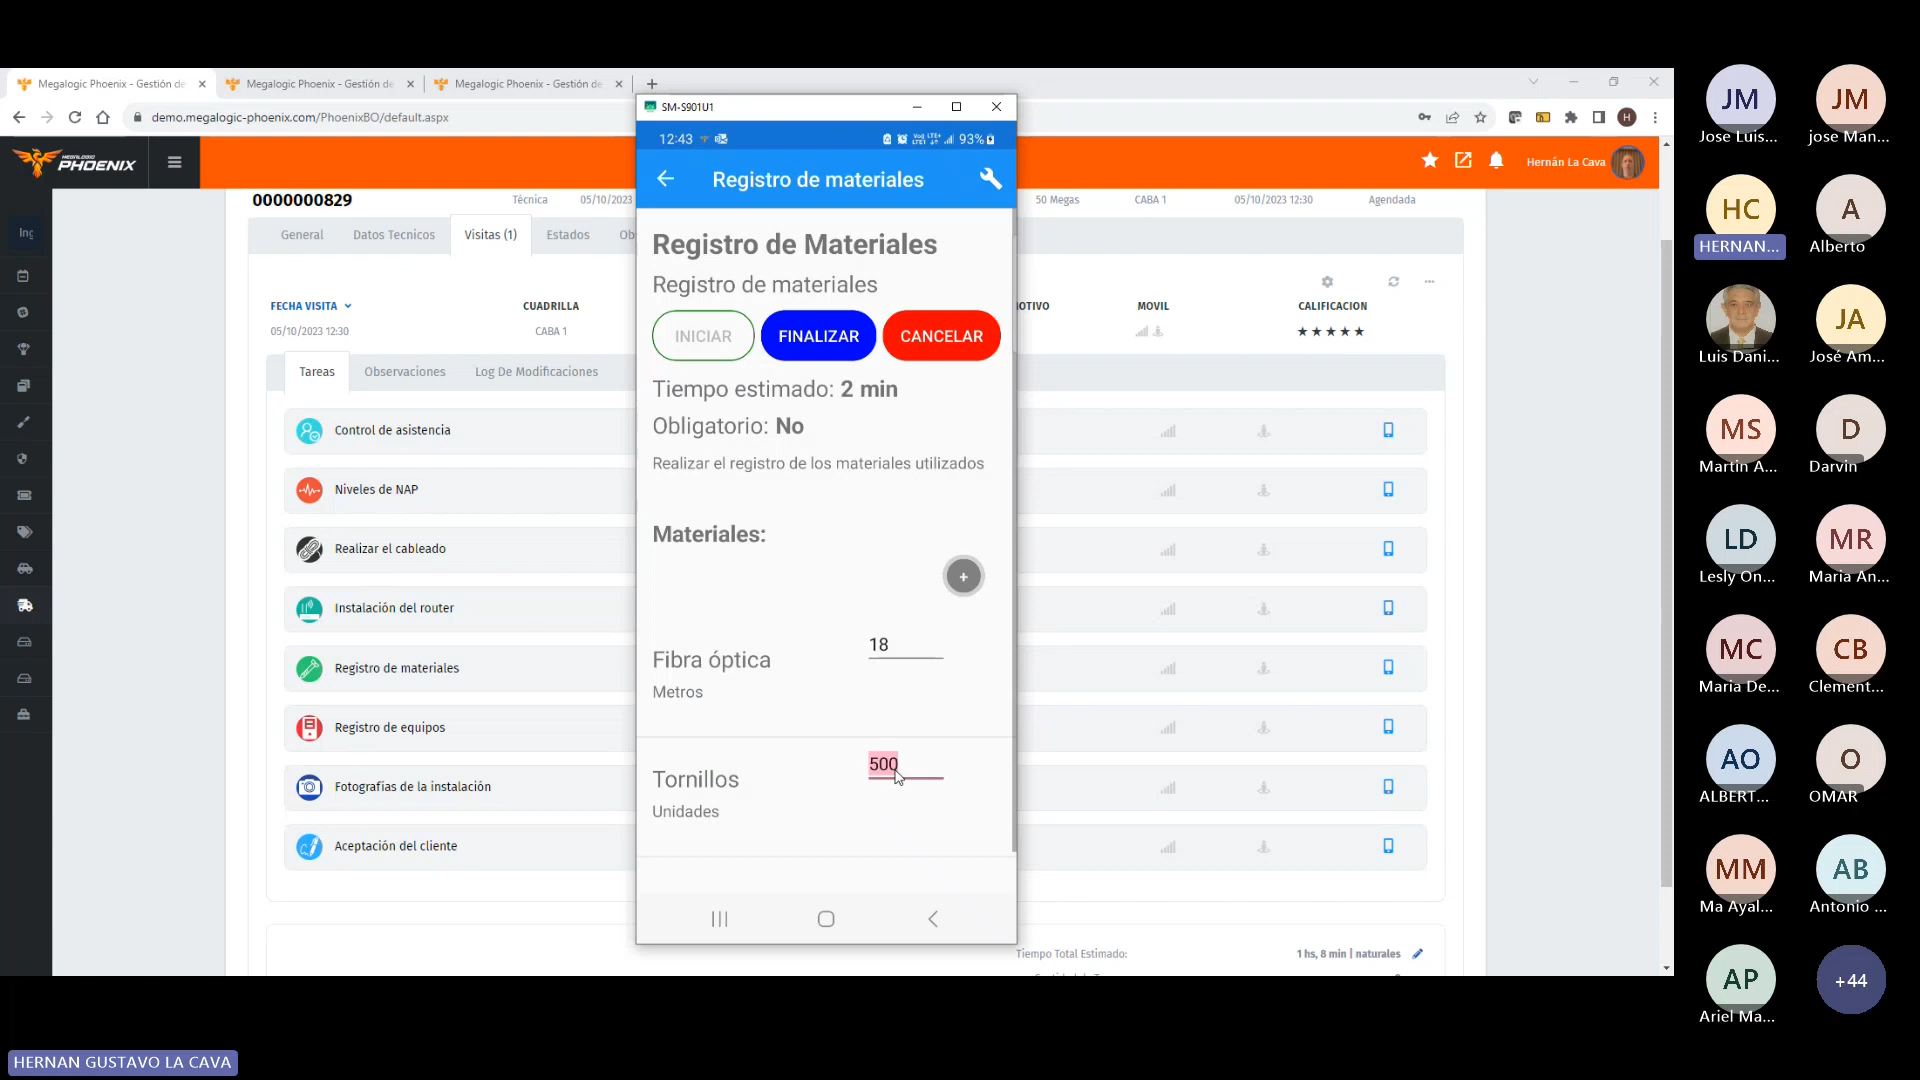 Megalogic Phoenix - Gestión de
Megalogic Phoenix - Gestión de
Megalogic Phoenix - Gestión de
demo.megalogic-phoenix.com/PhoenixBO/default.aspx
H
MEGALOGIC
PHOENIX
Hernán La Cava
0000000829
Técnica
05/10/2023
50 Megas
CABA 1
05/10/2023 12:30
Agendada
Ing
General
Datos Tecnicos
Visitas (1)
Estados
Ob
FECHA VISITA
CUADRILLA
OTIVO
MOVIL
CALIFICACION
05/10/2023 12:30
CABA 1
★★★★★
Tareas
Observaciones
Log De Modificaciones
Control de asistencia
Niveles de NAP
Realizar el cableado
Instalación del router
Registro de materiales
Registro de equipos
Fotografías de la instalación
Aceptación del cliente
Tiempo Total Estimado:
1 hs, 8 min | naturales
SM-S901U1
12:43
93%
Registro de materiales
Registro de Materiales
Registro de materiales
INICIAR
FINALIZAR
CANCELAR
Tiempo estimado: 2 min
Obligatorio: No
Realizar el registro de los materiales utilizados
Materiales:
+
18
Fibra óptica
Metros
500
Tornillos
Unidades
JM
Jose Luis...
JM
jose Man...
HC
HERNAN...
A
Alberto
Luis Dani...
JA
José Am...
MS
Martin A...
D
Darvin
LD
Lesly On...
MR
Maria An...
MC
Maria De...
CB
Clement...
AO
ALBERT...
O
OMAR
MM
Ma Ayal...
AB
Antonio ...
AP
Ariel Ma...
+44
HERNAN GUSTAVO LA CAVA